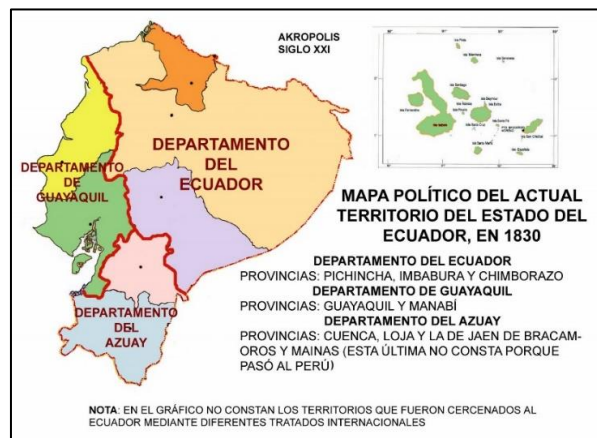 AKROPOLIS
SIGLO XXI
DEPARTAMENTO
DEL
ECUADOR
DEPARTAMENTO
DE
GUAYAQUIL
DEPARTAMENTO
DEL
AZUAY
MAPA POLÍTICO DEL ACTUAL
TERRITORIO DEL ESTADO DEL
ECUADOR, EN 1830
DEPARTAMENTO DEL ECUADOR
PROVINCIAS: PICHINCHA, IMBABURA Y CHIMBORAZO
DEPARTAMENTO DE GUAYAQUIL
PROVINCIAS: GUAYAQUIL Y MANABÍ
DEPARTAMENTO DEL AZUAY
PROVINCIAS: CUENCA, LOJA Y LA DE JAEN DE BRACAM-
OROS Y MAINAS (ESTA ÚLTIMA NO CONSTA PORQUE
PASÓ AL PERÚ)
NOTA: EN EL GRÁFICO NO CONSTAN LOS TERRITORIOS QUE FUERON CERCENADOS AL
ECUADOR MEDIANTE DIFERENTES TRATADOS INTERNACIONALES